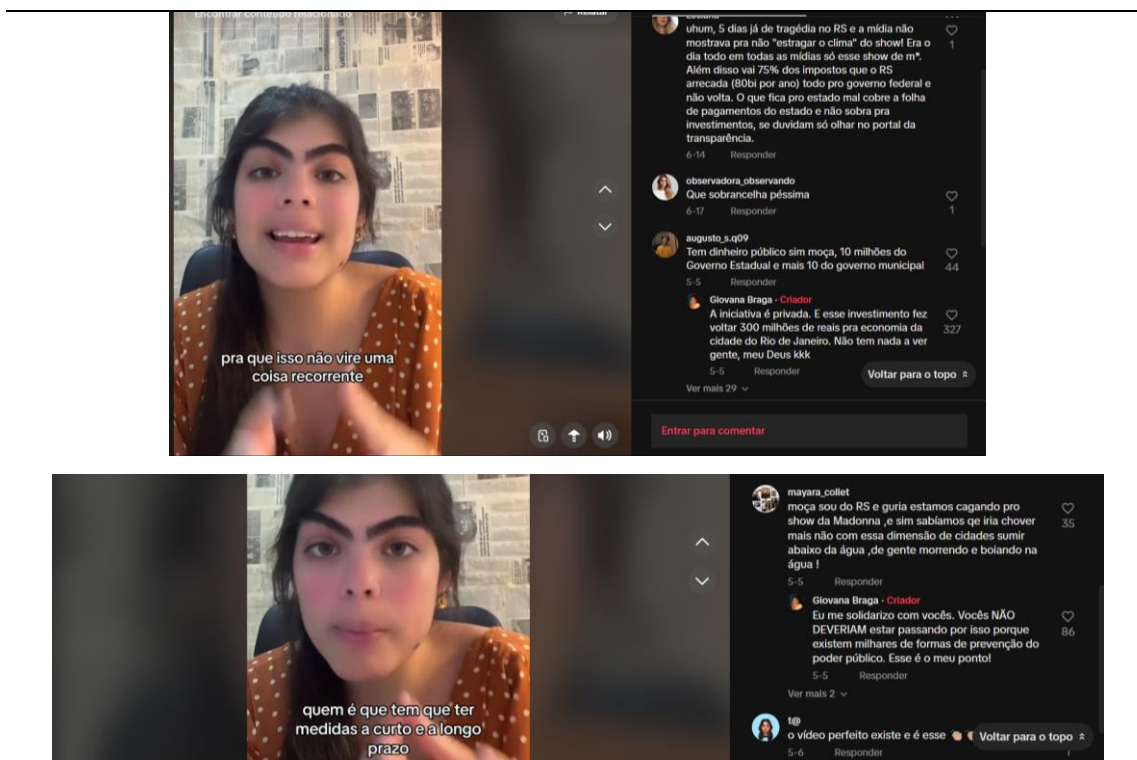 Encontrar conteúdo relacionado
Relatar
uhum, 5 dias já de tragédia no RS e a mídia não
mostrava pra não "estragar o clima" do show! Era o
dia todo em todas as mídias só esse show de m*.
Além disso vai 75% dos impostos que o RS
arrecada (80bi por ano) todo pro governo federal e
não volta. O que fica pro estado mal cobre a folha
de pagamentos do estado e não sobra pra
investimentos, se duvidam só olhar no portal da
transparência.
1
6-14 Responder
observadora_observando
Que sobrancelha péssima
6-17 Responder
1
augusto_s.q09
Tem dinheiro público sim moça, 10 milhões do
Governo Estadual e mais 10 do governo municipal
44
5-5 Responder
Giovana Braga · Criador
A iniciativa é privada. E esse investimento fez
voltar 300 milhões de reais pra economia da
cidade do Rio de Janeiro. Não tem nada a ver
gente, meu Deus kkk
327
5-5 Responder
Ver mais 29
Voltar para o topo
Entrar para comentar
pra que isso não vire uma
coisa recorrente
mayara_collet
moça sou do RS e guria estamos cagando pro
show da Madonna ,e sim sabíamos qe iria chover
mais não com essa dimensão de cidades sumir
abaixo da água ,de gente morrendo e boiando na
água !
35
5-5 Responder
Giovana Braga · Criador
Eu me solidarizo com vocês. Vocês NÃO
DEVERIAM estar passando por isso porque
existem milhares de formas de prevenção do
poder público. Esse é o meu ponto!
86
5-5 Responder
Ver mais 2
t@
o vídeo perfeito existe e é esse
Voltar para o topo
5-6 Responder
1
quem é que tem que ter
medidas a curto e a longo
prazo